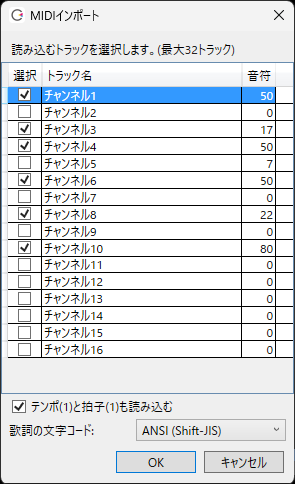 MIDIインポート
読み込むトラックを選択します。(最大32トラック)
選択 トラック名 音符
チャンネル1 50
チャンネル2 0
チャンネル3 17
チャンネル4 50
チャンネル5 7
チャンネル6 50
チャンネル7 0
チャンネル8 22
チャンネル9 0
チャンネル10 80
チャンネル11 0
チャンネル12 0
チャンネル13 0
チャンネル14 0
チャンネル15 0
チャンネル16 0
テンポ(1)と拍子(1)も読み込む
歌詞の文字コード: ANSI (Shift-JIS)
OK キャンセル